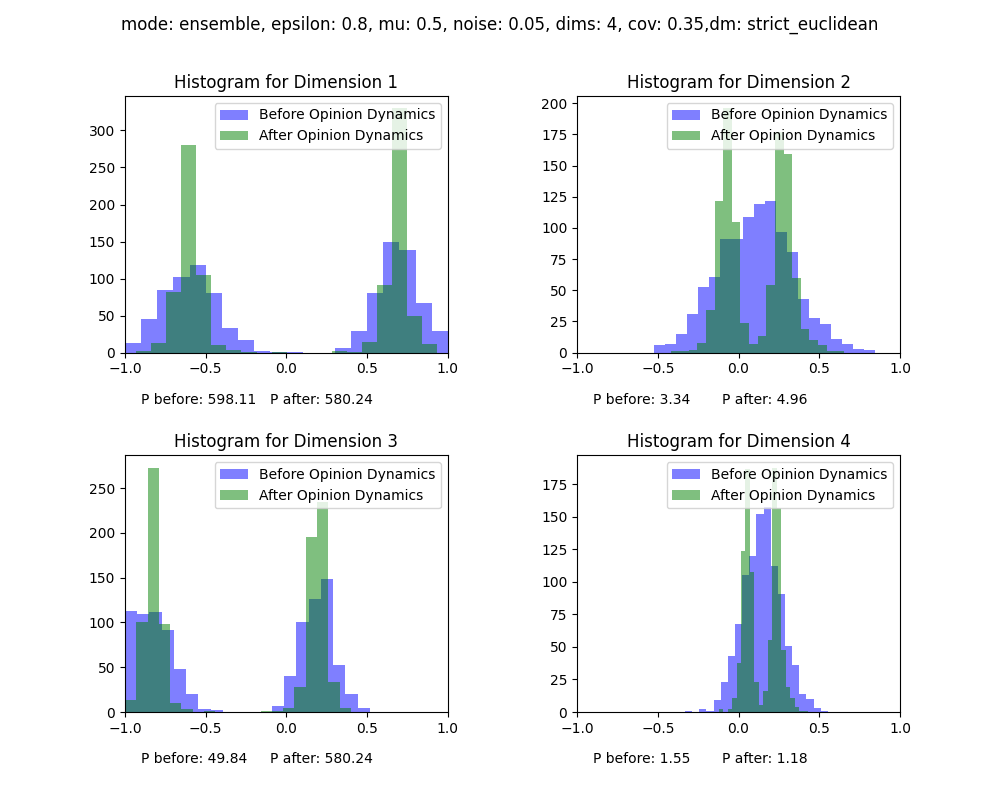 mode: ensemble, epsilon: 0.8, mu: 0.5, noise: 0.05, dims: 4, cov: 0.35,dm: strict_euclidean
Histogram for Dimension 1
Before Opinion Dynamics
After Opinion Dynamics
300
250
200
150
100
50
0
−1.0 −0.5 0.0 0.5 1.0
P before: 598.11 P after: 580.24
Histogram for Dimension 2
Before Opinion Dynamics
After Opinion Dynamics
200
175
150
125
100
75
50
25
0
−1.0 −0.5 0.0 0.5 1.0
P before: 3.34 P after: 4.96
Histogram for Dimension 3
Before Opinion Dynamics
After Opinion Dynamics
250
200
150
100
50
0
−1.0 −0.5 0.0 0.5 1.0
P before: 49.84 P after: 580.24
Histogram for Dimension 4
Before Opinion Dynamics
After Opinion Dynamics
175
150
125
100
75
50
25
0
−1.0 −0.5 0.0 0.5 1.0
P before: 1.55 P after: 1.18